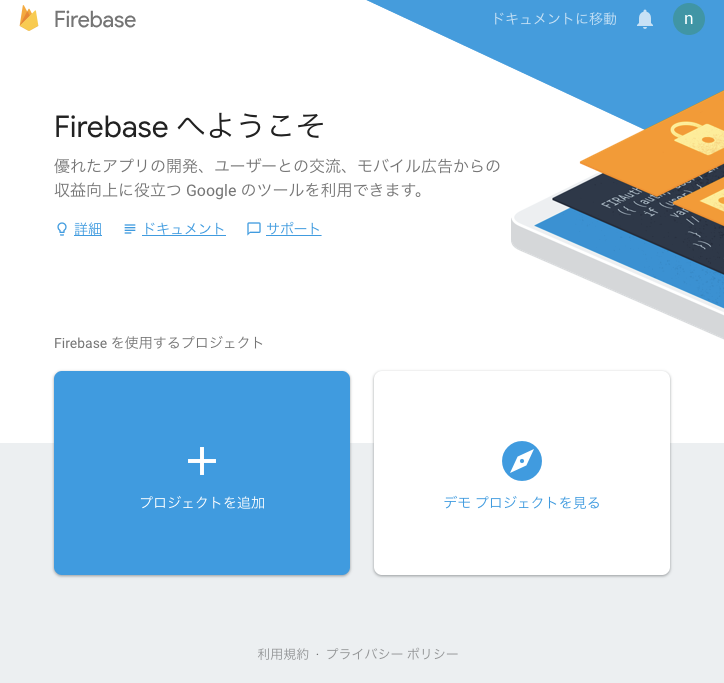 Firebase
ドキュメントに移動
n
Firebase へようこそ
優れたアプリの開発、ユーザーとの交流、モバイル広告からの
収益向上に役立つ Google のツールを利用できます。
詳細 ドキュメント サポート
Firebase を使用するプロジェクト
プロジェクトを追加
デモ プロジェクトを見る
利用規約 · プライバシー ポリシー